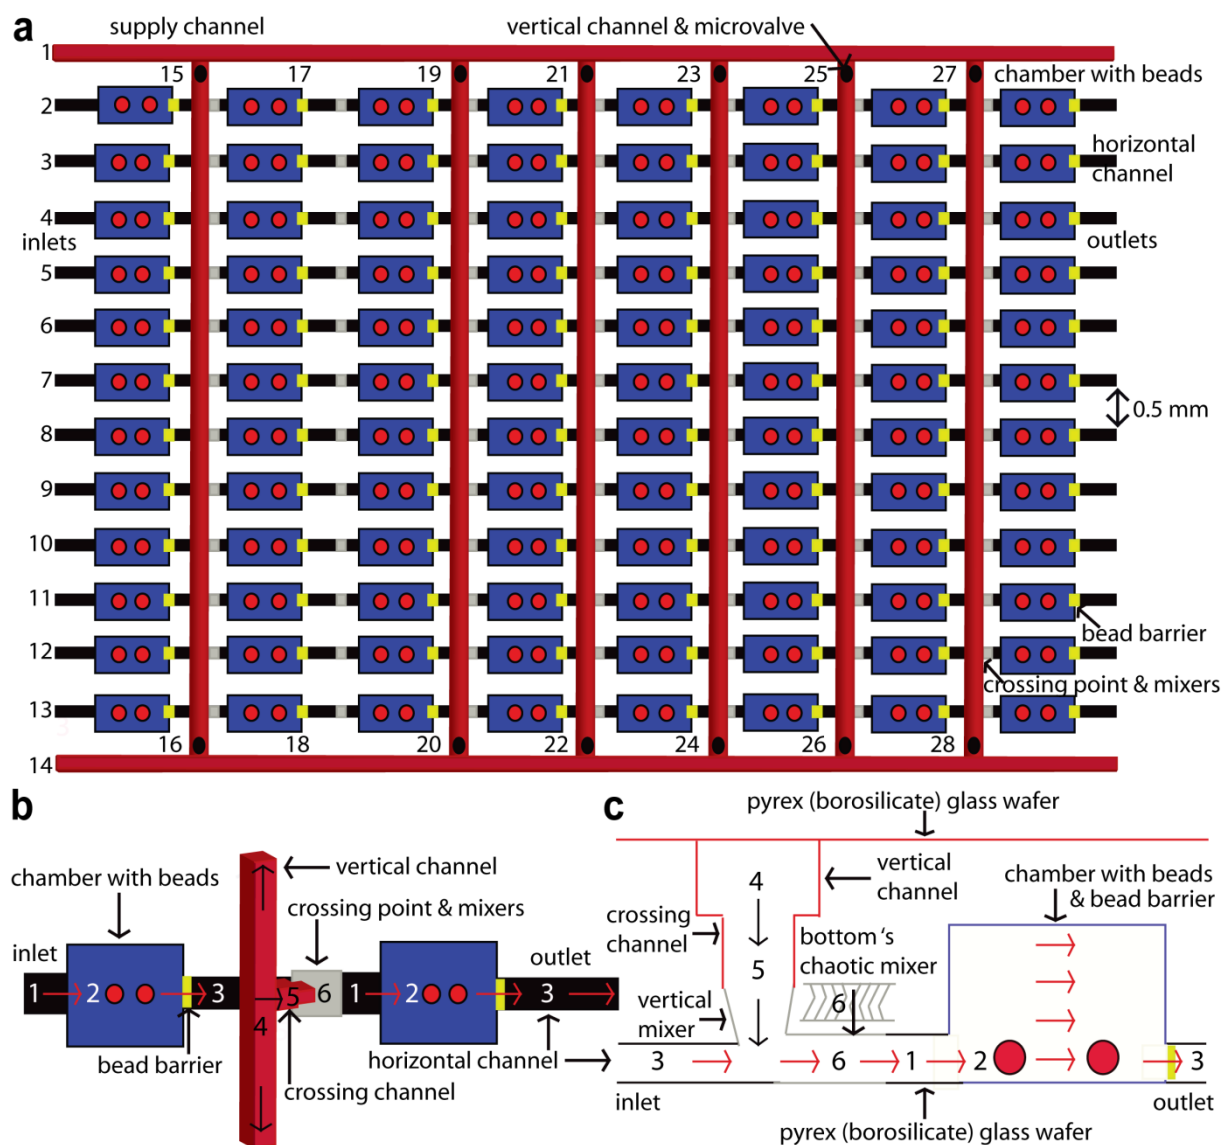 a
supply channel
vertical channel & microvalve
1
15 17 19 21 23 25 27
chamber with beads
2
3
horizontal
channel
4
inlets
outlets
5
6
7
0.5 mm
8
9
10
11
bead barrier
12
crossing point & mixers
13
16 18 20 22 24 26 28
14
b
chamber with beads
vertical channel
crossing point & mixers
inlet
outlet
1 2 3 4 5 6 1 2 3
bead barrier
horizontal channel
crossing channel
c
pyrex (borosilicate) glass wafer
4
vertical
channel
chamber with beads
& bead barrier
crossing
channel
5
bottom‘s
chaotic mixer
6
vertical
mixer
3 6 1 2 3
inlet
outlet
pyrex (borosilicate) glass wafer